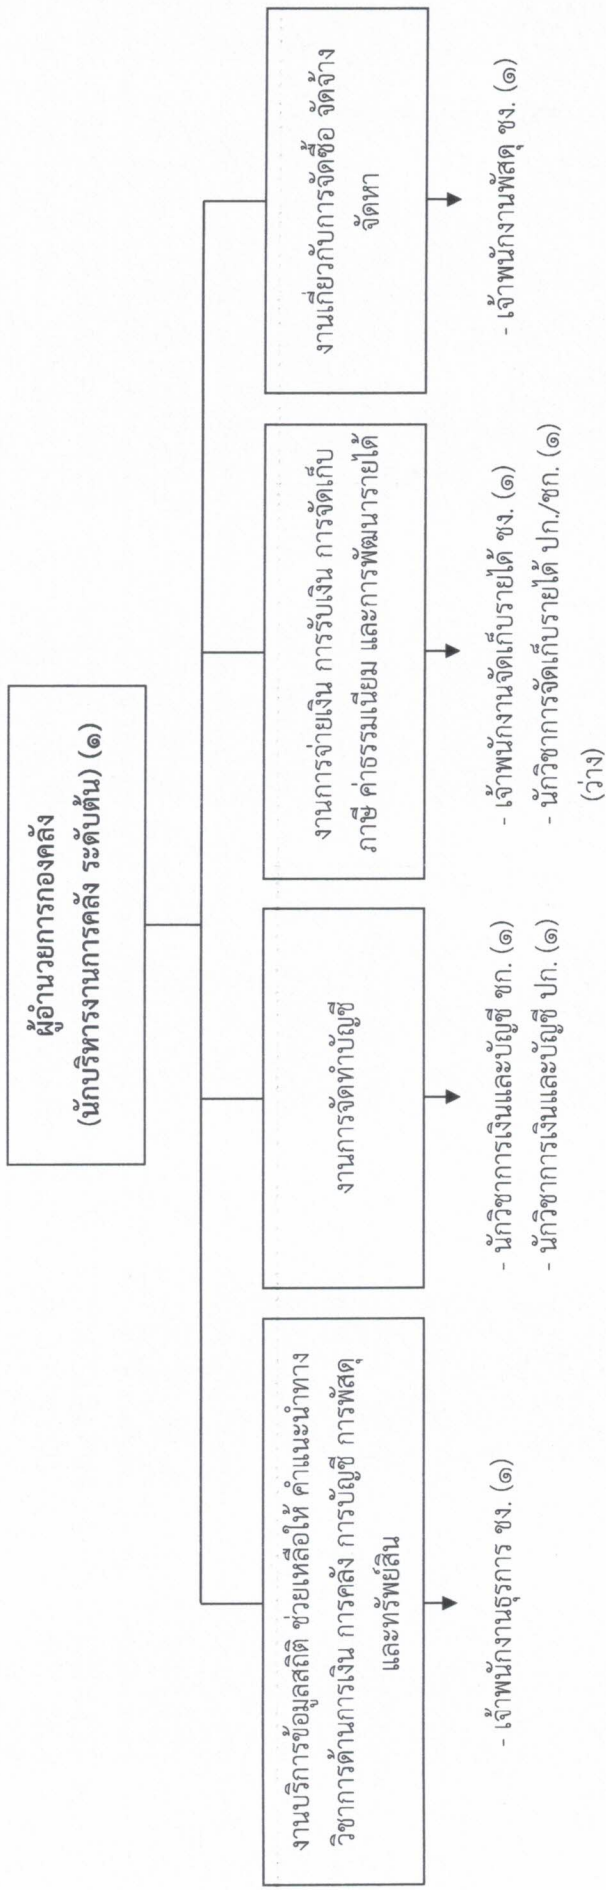 ผู้อำนวยการกองคลัง
(นักบริหารงานการคลัง ระดับต้น) (๑)
งานบริการข้อมูลสถิติ ช่วยเหลือให้ คำแนะนำทาง
วิชาการด้านการเงิน การคลัง การบัญชี การพัสดุ
และทรัพย์สิน
- เจ้าพนักงานธุรการ ชง. (๑)
งานการจัดทำบัญชี
- นักวิชาการเงินและบัญชี ชก. (๑)
- นักวิชาการเงินและบัญชี ปก. (๑)
งานการจ่ายเงิน การรับเงิน การจัดเก็บ
ภาษี ค่าธรรมเนียม และการพัฒนารายได้
- เจ้าพนักงานจัดเก็บรายได้ ชง. (๑)
- นักวิชาการจัดเก็บรายได้ ปก./ชก. (๑)
(ว่าง)
งานเกี่ยวกับการจัดซื้อ จัดจ้าง
จัดหา
- เจ้าพนักงานพัสดุ ชง. (๑)